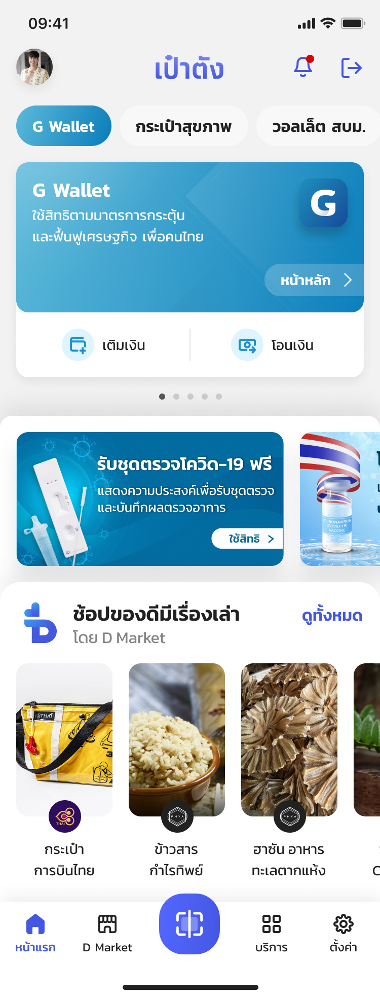 09:41
เป๋าตัง
G Wallet
กระเป๋าสุขภาพ
วอลเล็ต สบม.
G Wallet
ใช้สิทธิตามมาตรการกระตุ้น
และฟื้นฟูเศรษฐกิจ เพื่อคนไทย
G
หน้าหลัก
เติมเงิน
โอนเงิน
รับชุดตรวจโควิด-19 ฟรี
แสดงความประสงค์เพื่อรับชุดตรวจ
และบันทึกผลตรวจอาการ
ใช้สิทธิ
C
T
S
ID:
CORONAVIRUS
(COVID-19)
VACCINE
ช้อปของดีมีเรื่องเล่า
โดย D Market
ดูทั้งหมด
THAI
THAI
PHYA
PHYA
กระเป๋า
การบินไทย
ข้าวสาร
กำไรทิพย์
ฮาซัน อาหาร
ทะเลตากแห้ง
หน้าแรก
D Market
บริการ
ตั้งค่า